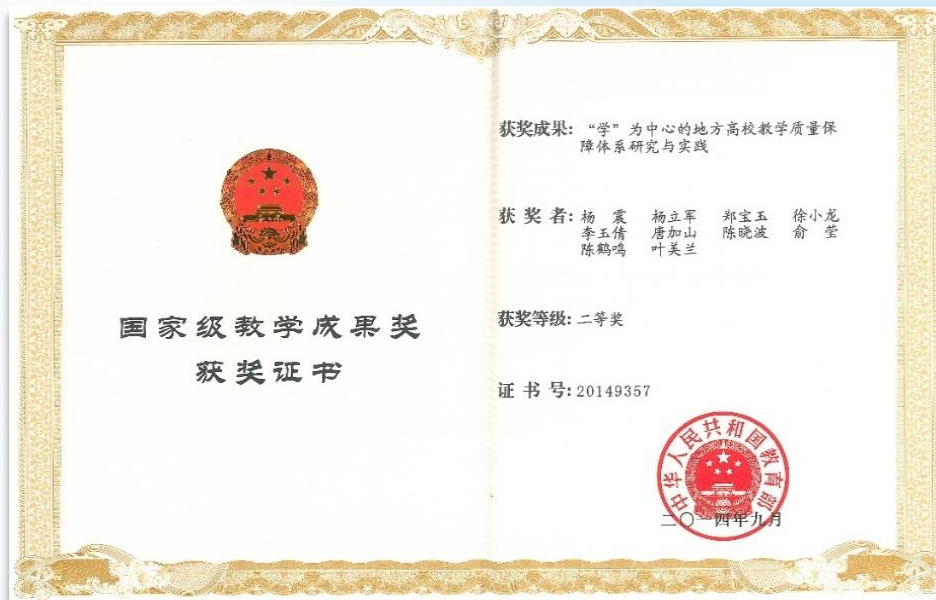 国家级教学成果奖
获奖证书
获奖成果:“学”为中心的地方高校教学质量保
障体系研究与实践
获 奖 者: 杨 震 杨立军 郑宝玉 徐小龙
李玉倩 唐加山 陈晓波 俞 莹
陈鹤鸣 叶美兰
获奖等级: 二等奖
证 书 号: 20149357
中华人民共和国教育部
二〇一四年九月